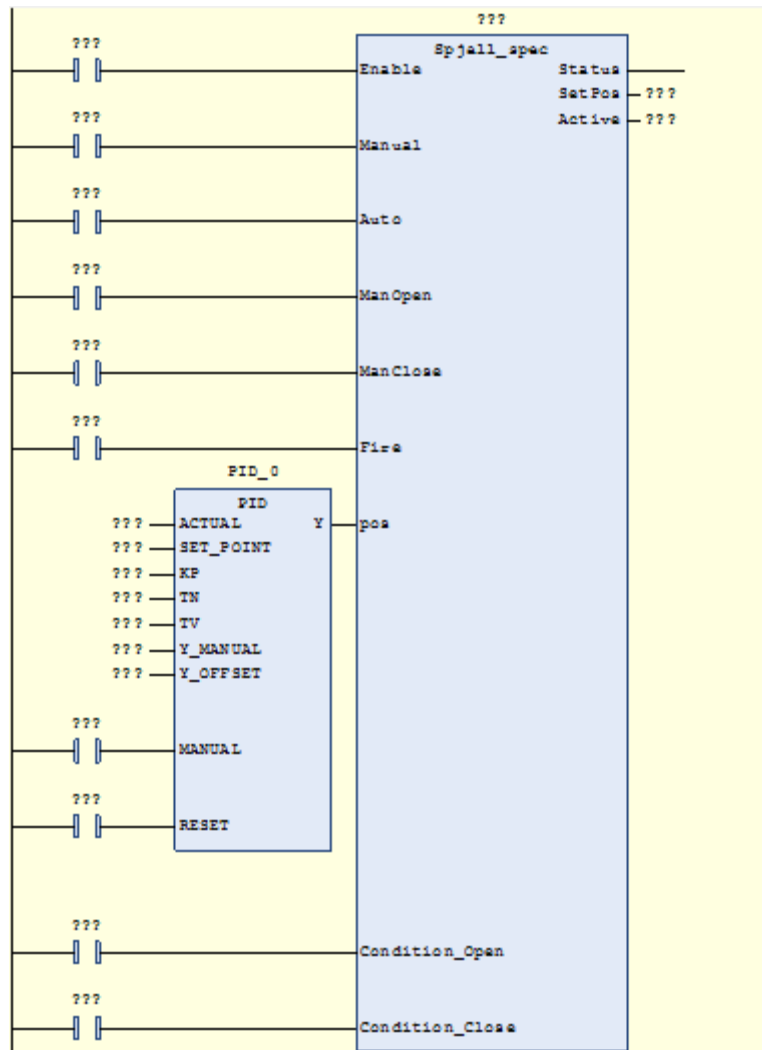 ???
Spjall_spec
???
Enable Status
SetPos ???
??? Active ???
Manual
???
Auto
???
ManOpen
???
ManClose
???
Fire
PID_0
PID
??? ACTUAL Y pos
??? SET_POINT
??? KP
??? TN
??? TV
??? Y_MANUAL
??? Y_OFFSET
???
MANUAL
???
RESET
???
Condition_Open
???
Condition_Close